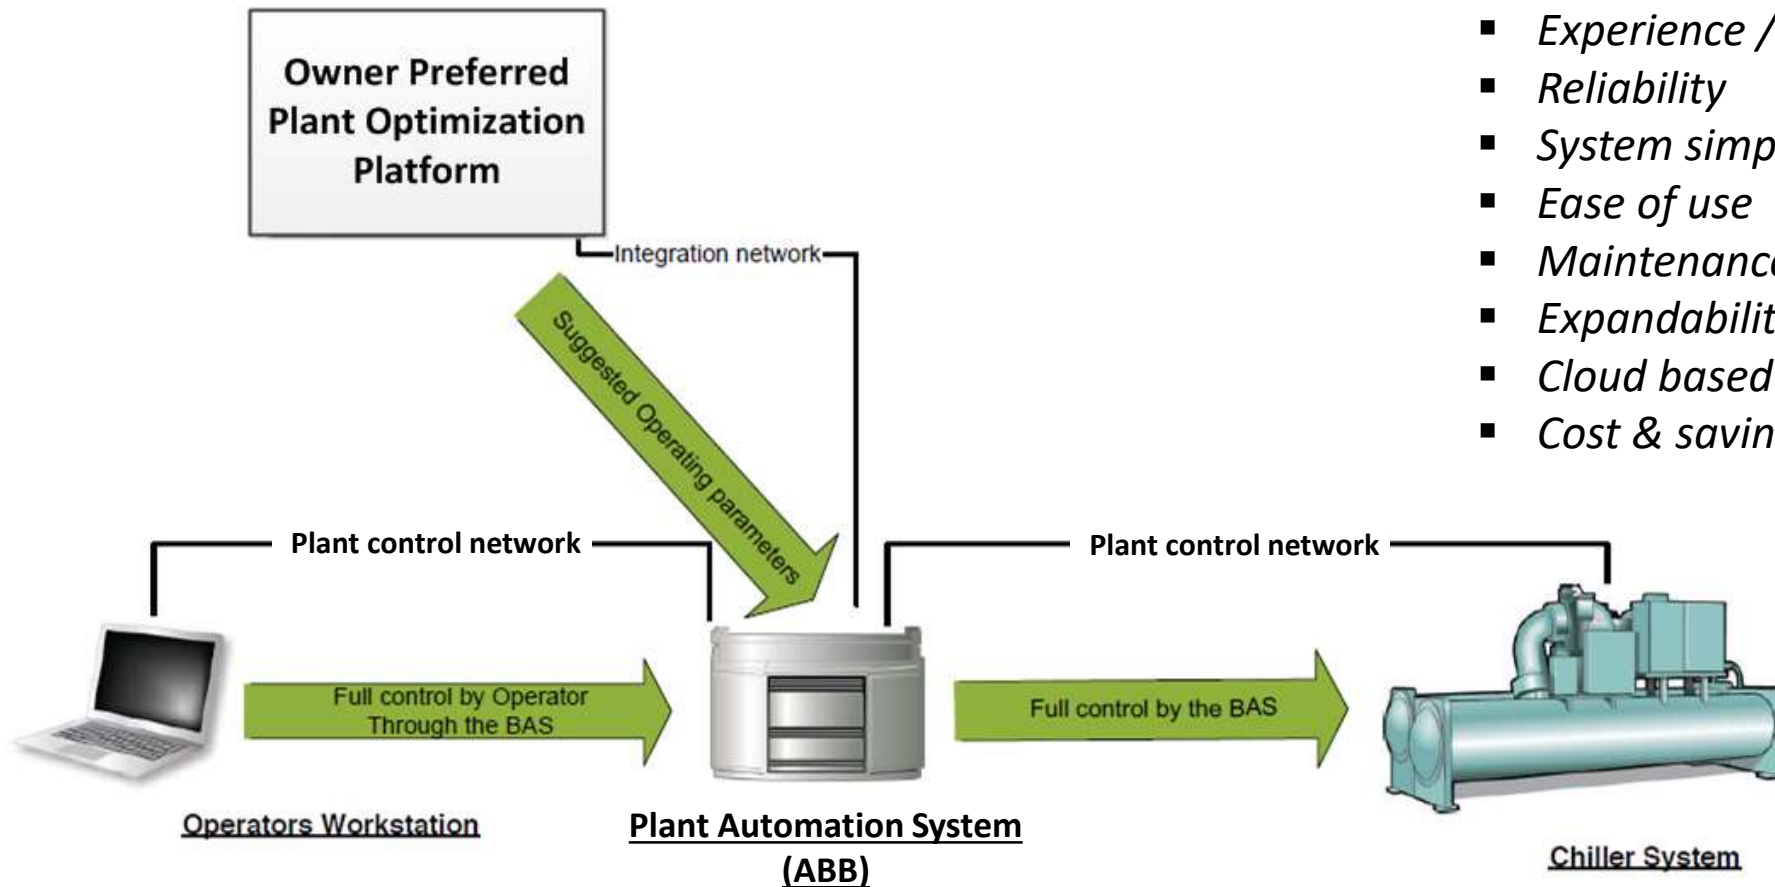 Owner Preferred
Plant Optimization
Platform
Integration network
Suggested Operating parameters
Plant control network
Plant control network
Full control by Operator
Through the BAS
Full control by the BAS
Operators Workstation
Plant Automation System
(ABB)
Chiller System
▪ Experience /
▪ Reliability
▪ System simp
▪ Ease of use
▪ Maintenance
▪ Expandabilit
▪ Cloud based
▪ Cost & savin